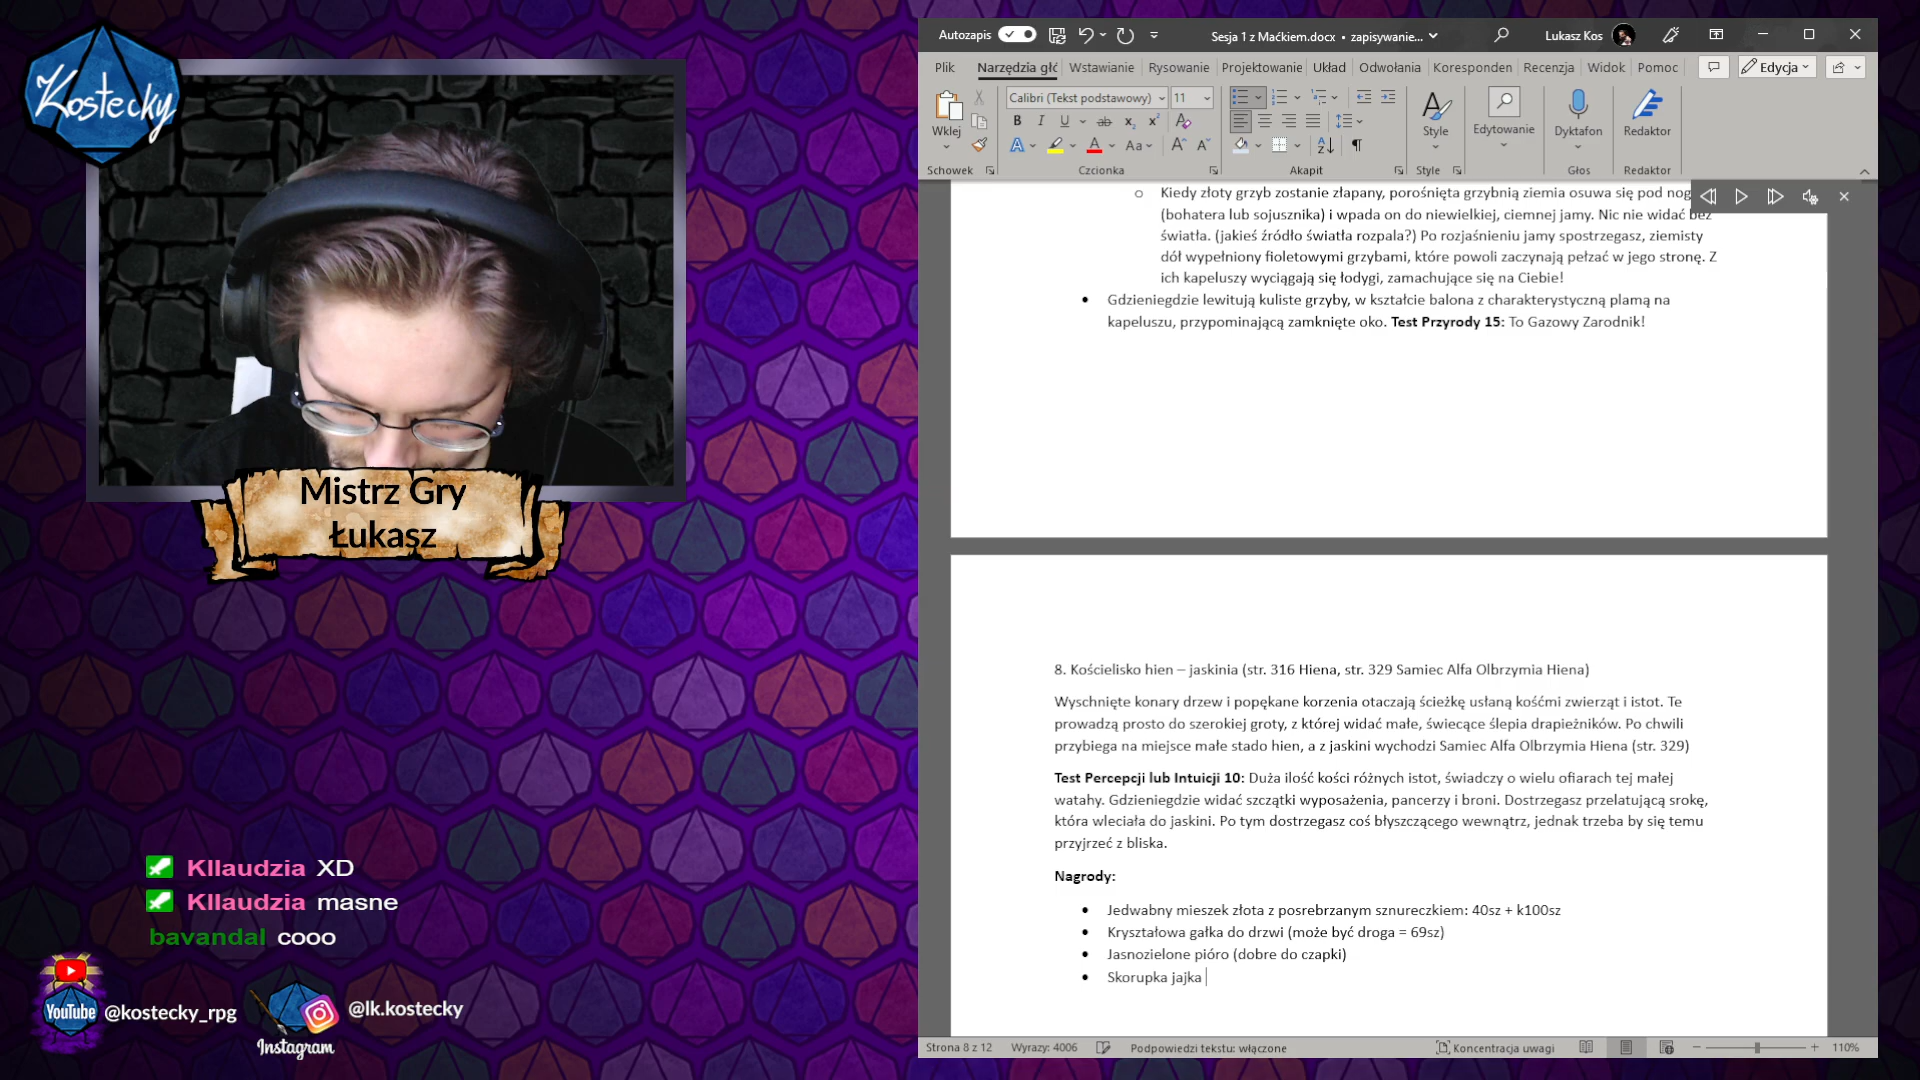 Kostecky
Mistrz Gry
Łukasz
Kllaudzia XD
Kllaudzia masne
bavandal cooo
YouTube @kostecky_rpg
Instagram @lk.kostecky
Autozapis
Sesja 1 z Maćkiem.docx • zapisywanie...
Lukasz Kos
Plik Narzędzia głć Wstawianie Rysowanie Projektowanie Układ Odwołania Koresponden Recenzja Widok Pomoc Edycja
Calibri (Tekst podstawowy) 11
Wklej
Style Edytowanie Dyktafon Redaktor
Schowek Czcionka Akapit Style Głos Redaktor
o Kiedy złoty grzyb zostanie złapany, porośnięta grzybnią ziemia osuwa się pod nog
(bohatera lub sojusznika) i wpada on do niewielkiej, ciemnej jamy. Nic nie widać bez
światła. (jakieś źródło światła rozpala?) Po rozjaśnieniu jamy spostrzegasz, ziemisty
dół wypełniony fioletowymi grzybami, które powoli zaczynają pełzać w jego stronę. Z
ich kapeluszy wyciągają się łodygi, zamachujące się na Ciebie!
• Gdzieniegdzie lewitują kuliste grzyby, w kształcie balona z charakterystyczną plamą na
kapeluszu, przypominającą zamknięte oko. Test Przyrody 15: To Gazowy Zarodnik!
8. Kościelisko hien – jaskinia (str. 316 Hiena, str. 329 Samiec Alfa Olbrzymia Hiena)
Wyschnięte konary drzew i popękane korzenia otaczają ścieżkę usłaną kośćmi zwierząt i istot. Te
prowadzą prosto do szerokiej groty, z której widać małe, świecące ślepia drapieżników. Po chwili
przybiega na miejsce małe stado hien, a z jaskini wychodzi Samiec Alfa Olbrzymia Hiena (str. 329)
Test Percepcji lub Intuicji 10: Duża ilość kości różnych istot, świadczy o wielu ofiarach tej małej
watahy. Gdzieniegdzie widać szczątki wyposażenia, pancerzy i broni. Dostrzegasz przelatującą srokę,
która wleciała do jaskini. Po tym dostrzegasz coś błyszczącego wewnątrz, jednak trzeba by się temu
przyjrzeć z bliska.
Nagrody:
• Jedwabny mieszek złota z posrebrzanym sznureczkiem: 40sz + k100sz
• Kryształowa gałka do drzwi (może być droga = 69sz)
• Jasnozielone pióro (dobre do czapki)
• Skorupka jajka
Strona 8 z 12 Wyrazy: 4006 Podpowiedzi tekstu: włączone Koncentracja uwagi 110%